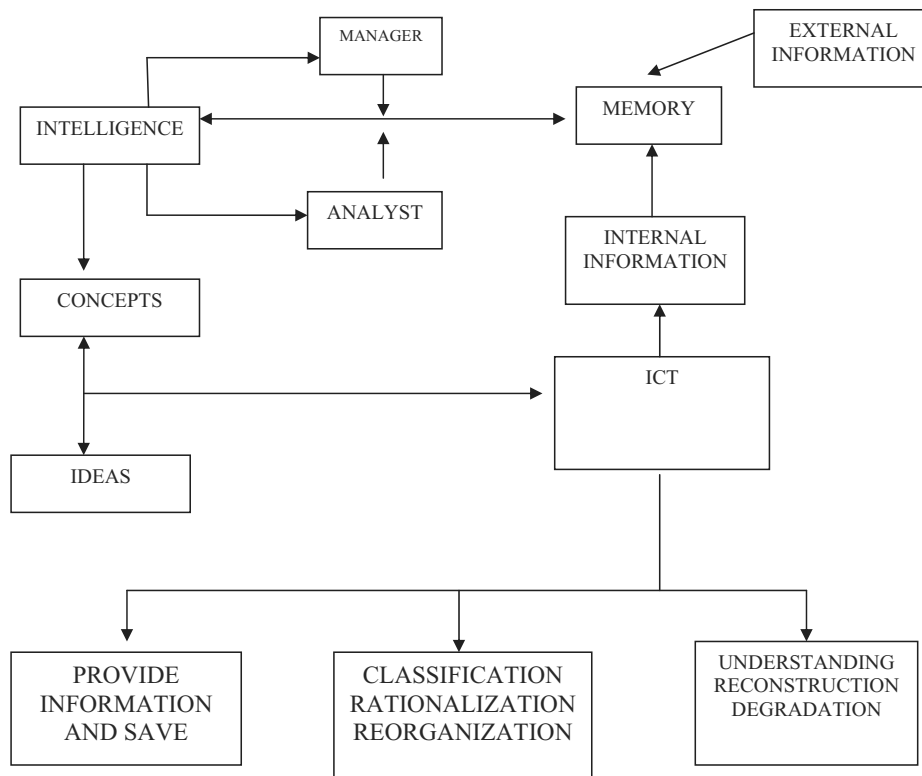 MANAGER
EXTERNAL
INFORMATION
INTELLIGENCE
MEMORY
ANALYST
INTERNAL
INFORMATION
CONCEPTS
ICT
IDEAS
PROVIDE
INFORMATION
AND SAVE
CLASSIFICATION
RATIONALIZATION
REORGANIZATION
UNDERSTANDING
RECONSTRUCTION
DEGRADATION